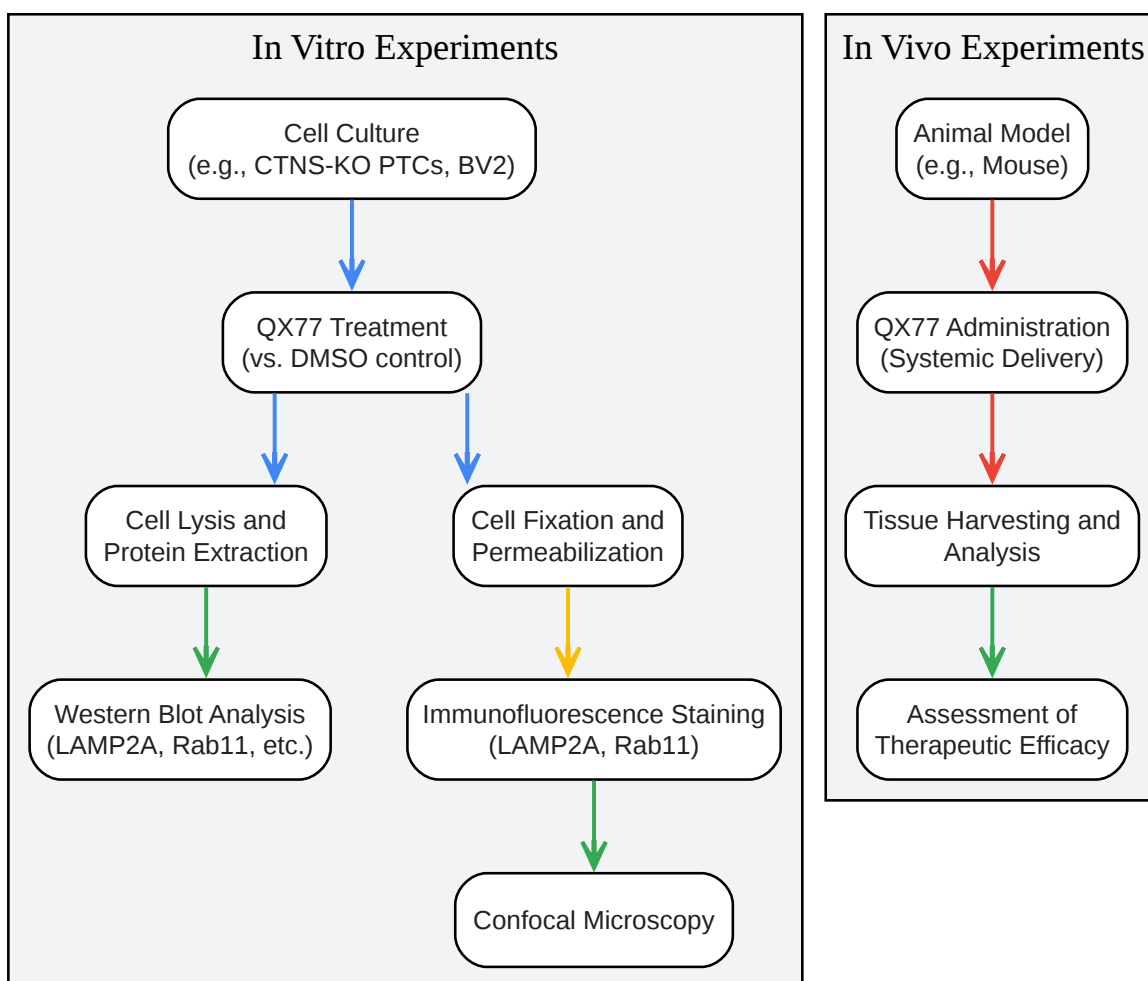 In Vitro Experiments
Cell Culture
(e.g., CTNS-KO PTCs, BV2)
QX77 Treatment
(vs. DMSO control)
Cell Lysis and
Protein Extraction
Cell Fixation and
Permeabilization
Western Blot Analysis
(LAMP2A, Rab11, etc.)
Immunofluorescence Staining
(LAMP2A, Rab11)
Confocal Microscopy
In Vivo Experiments
Animal Model
(e.g., Mouse)
QX77 Administration
(Systemic Delivery)
Tissue Harvesting and
Analysis
Assessment of
Therapeutic Efficacy